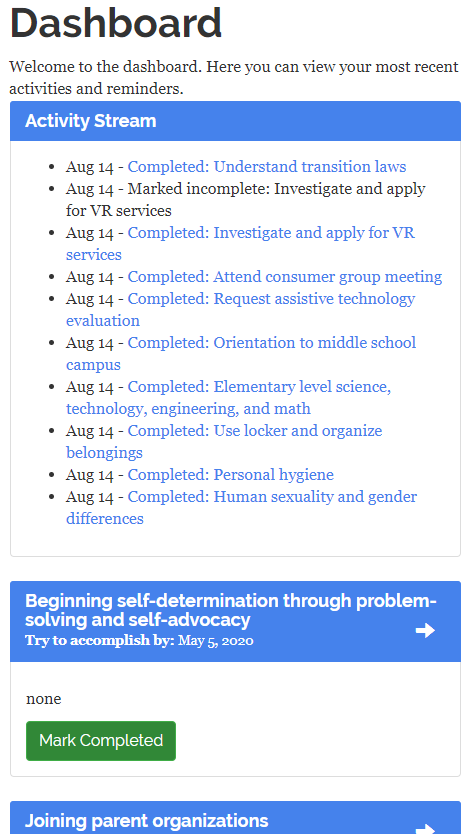 Dashboard
Welcome to the dashboard. Here you can view your most recent
activities and reminders.
Activity Stream
Aug 14 - Completed: Understand transition laws
Aug 14 - Marked incomplete: Investigate and apply
for VR services
Aug 14 - Completed: Investigate and apply for VR
services
Aug 14 - Completed: Attend consumer group meeting
Aug 14 - Completed: Request assistive technology
evaluation
Aug 14 - Completed: Orientation to middle school
campus
Aug 14 - Completed: Elementary level science,
technology, engineering, and math
Aug 14 - Completed: Use locker and organize
belongings
Aug 14 - Completed: Personal hygiene
Aug 14 - Completed: Human sexuality and gender
differences
Beginning self-determination through problem-
solving and self-advocacy
Try to accomplish by: May 5, 2020
none
Mark Completed
Joining parent organizations